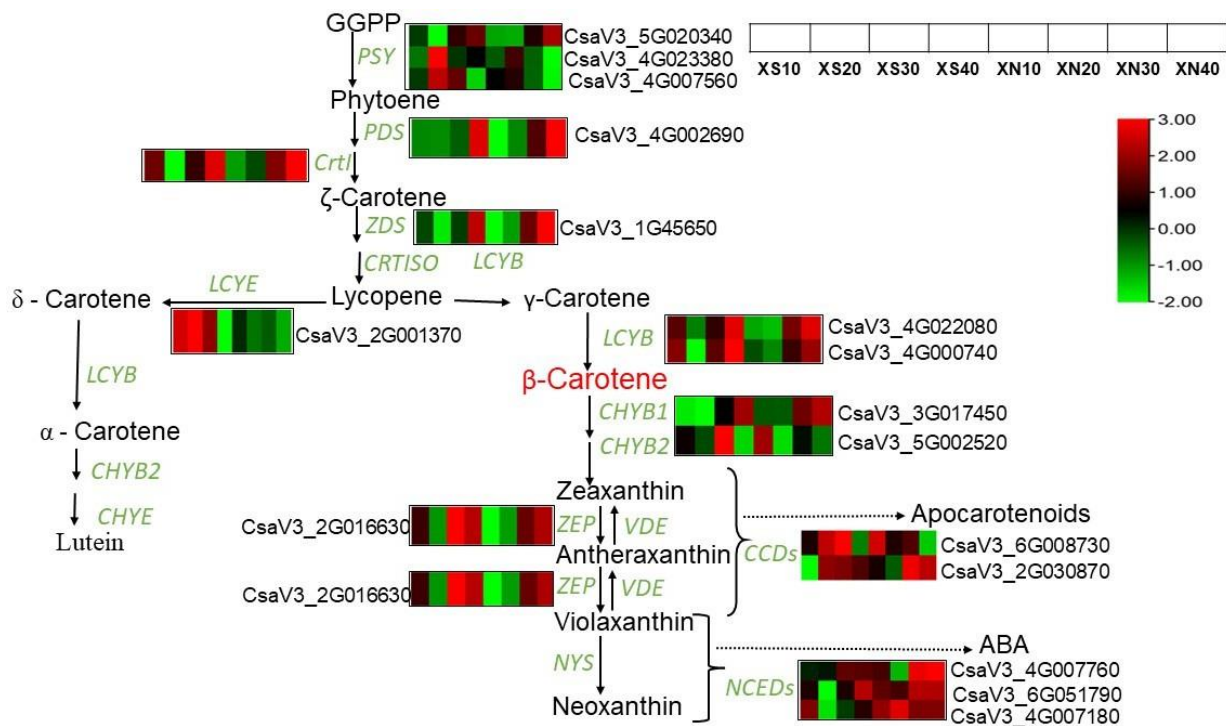 GGPP
PSY
CsaV3_5G020340
CsaV3_4G023380
CsaV3_4G007560
XS10 XS20 XS30 XS40 XN10 XN20 XN30 XN40
Phytoene
PDS
CsaV3_4G002690
3.00
2.00
1.00
0.00
-1.00
-2.00
CrtI
ζ-Carotene
ZDS
CsaV3_1G45650
CRTISO
LCYB
LCYE
δ - Carotene
Lycopene
γ-Carotene
CsaV3_2G001370
LCYB
CsaV3_4G022080
CsaV3_4G000740
LCYB
β-Carotene
CHYB1
CsaV3_3G017450
α - Carotene
CHYB2
CsaV3_5G002520
CHYB2
Zeaxanthin
CHYE
Lutein
CsaV3_2G016630
ZEP
VDE
Apocarotenoids
Antheraxanthin
CCDs
CsaV3_6G008730
CsaV3_2G030870
CsaV3_2G016630
ZEP
VDE
Violaxanthin
ABA
NYS
NCEDs
CsaV3_4G007760
CsaV3_6G051790
CsaV3_4G007180
Neoxanthin